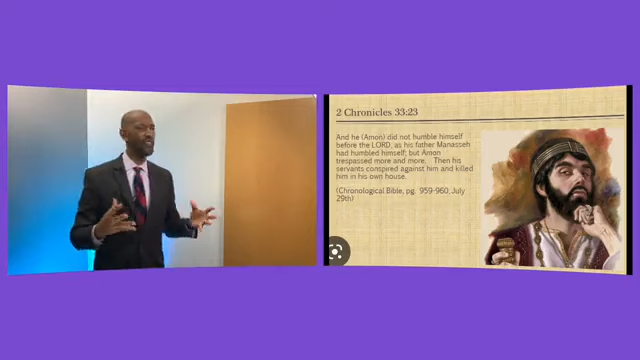 2 Chronicles 33:23
And he (Amon) did not humble himself
before the LORD, as his father Manasseh
had humbled himself; but Amon
trespassed more and more. Then his
servants conspired against him and killed
him in his own house.
(Chronological Bible, pg. 959-960, July
29th)